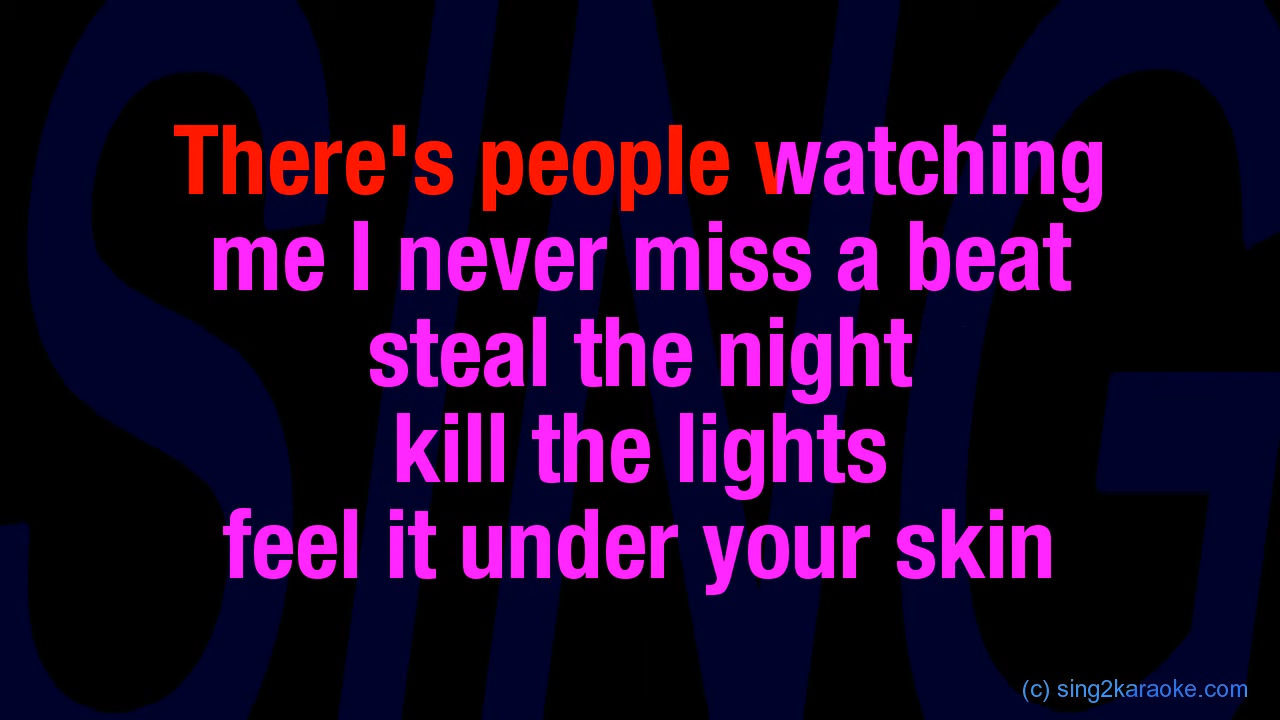 SING
There's people watching
me I never miss a beat
steal the night
kill the lights
feel it under your skin
(c) sing2karaoke.com